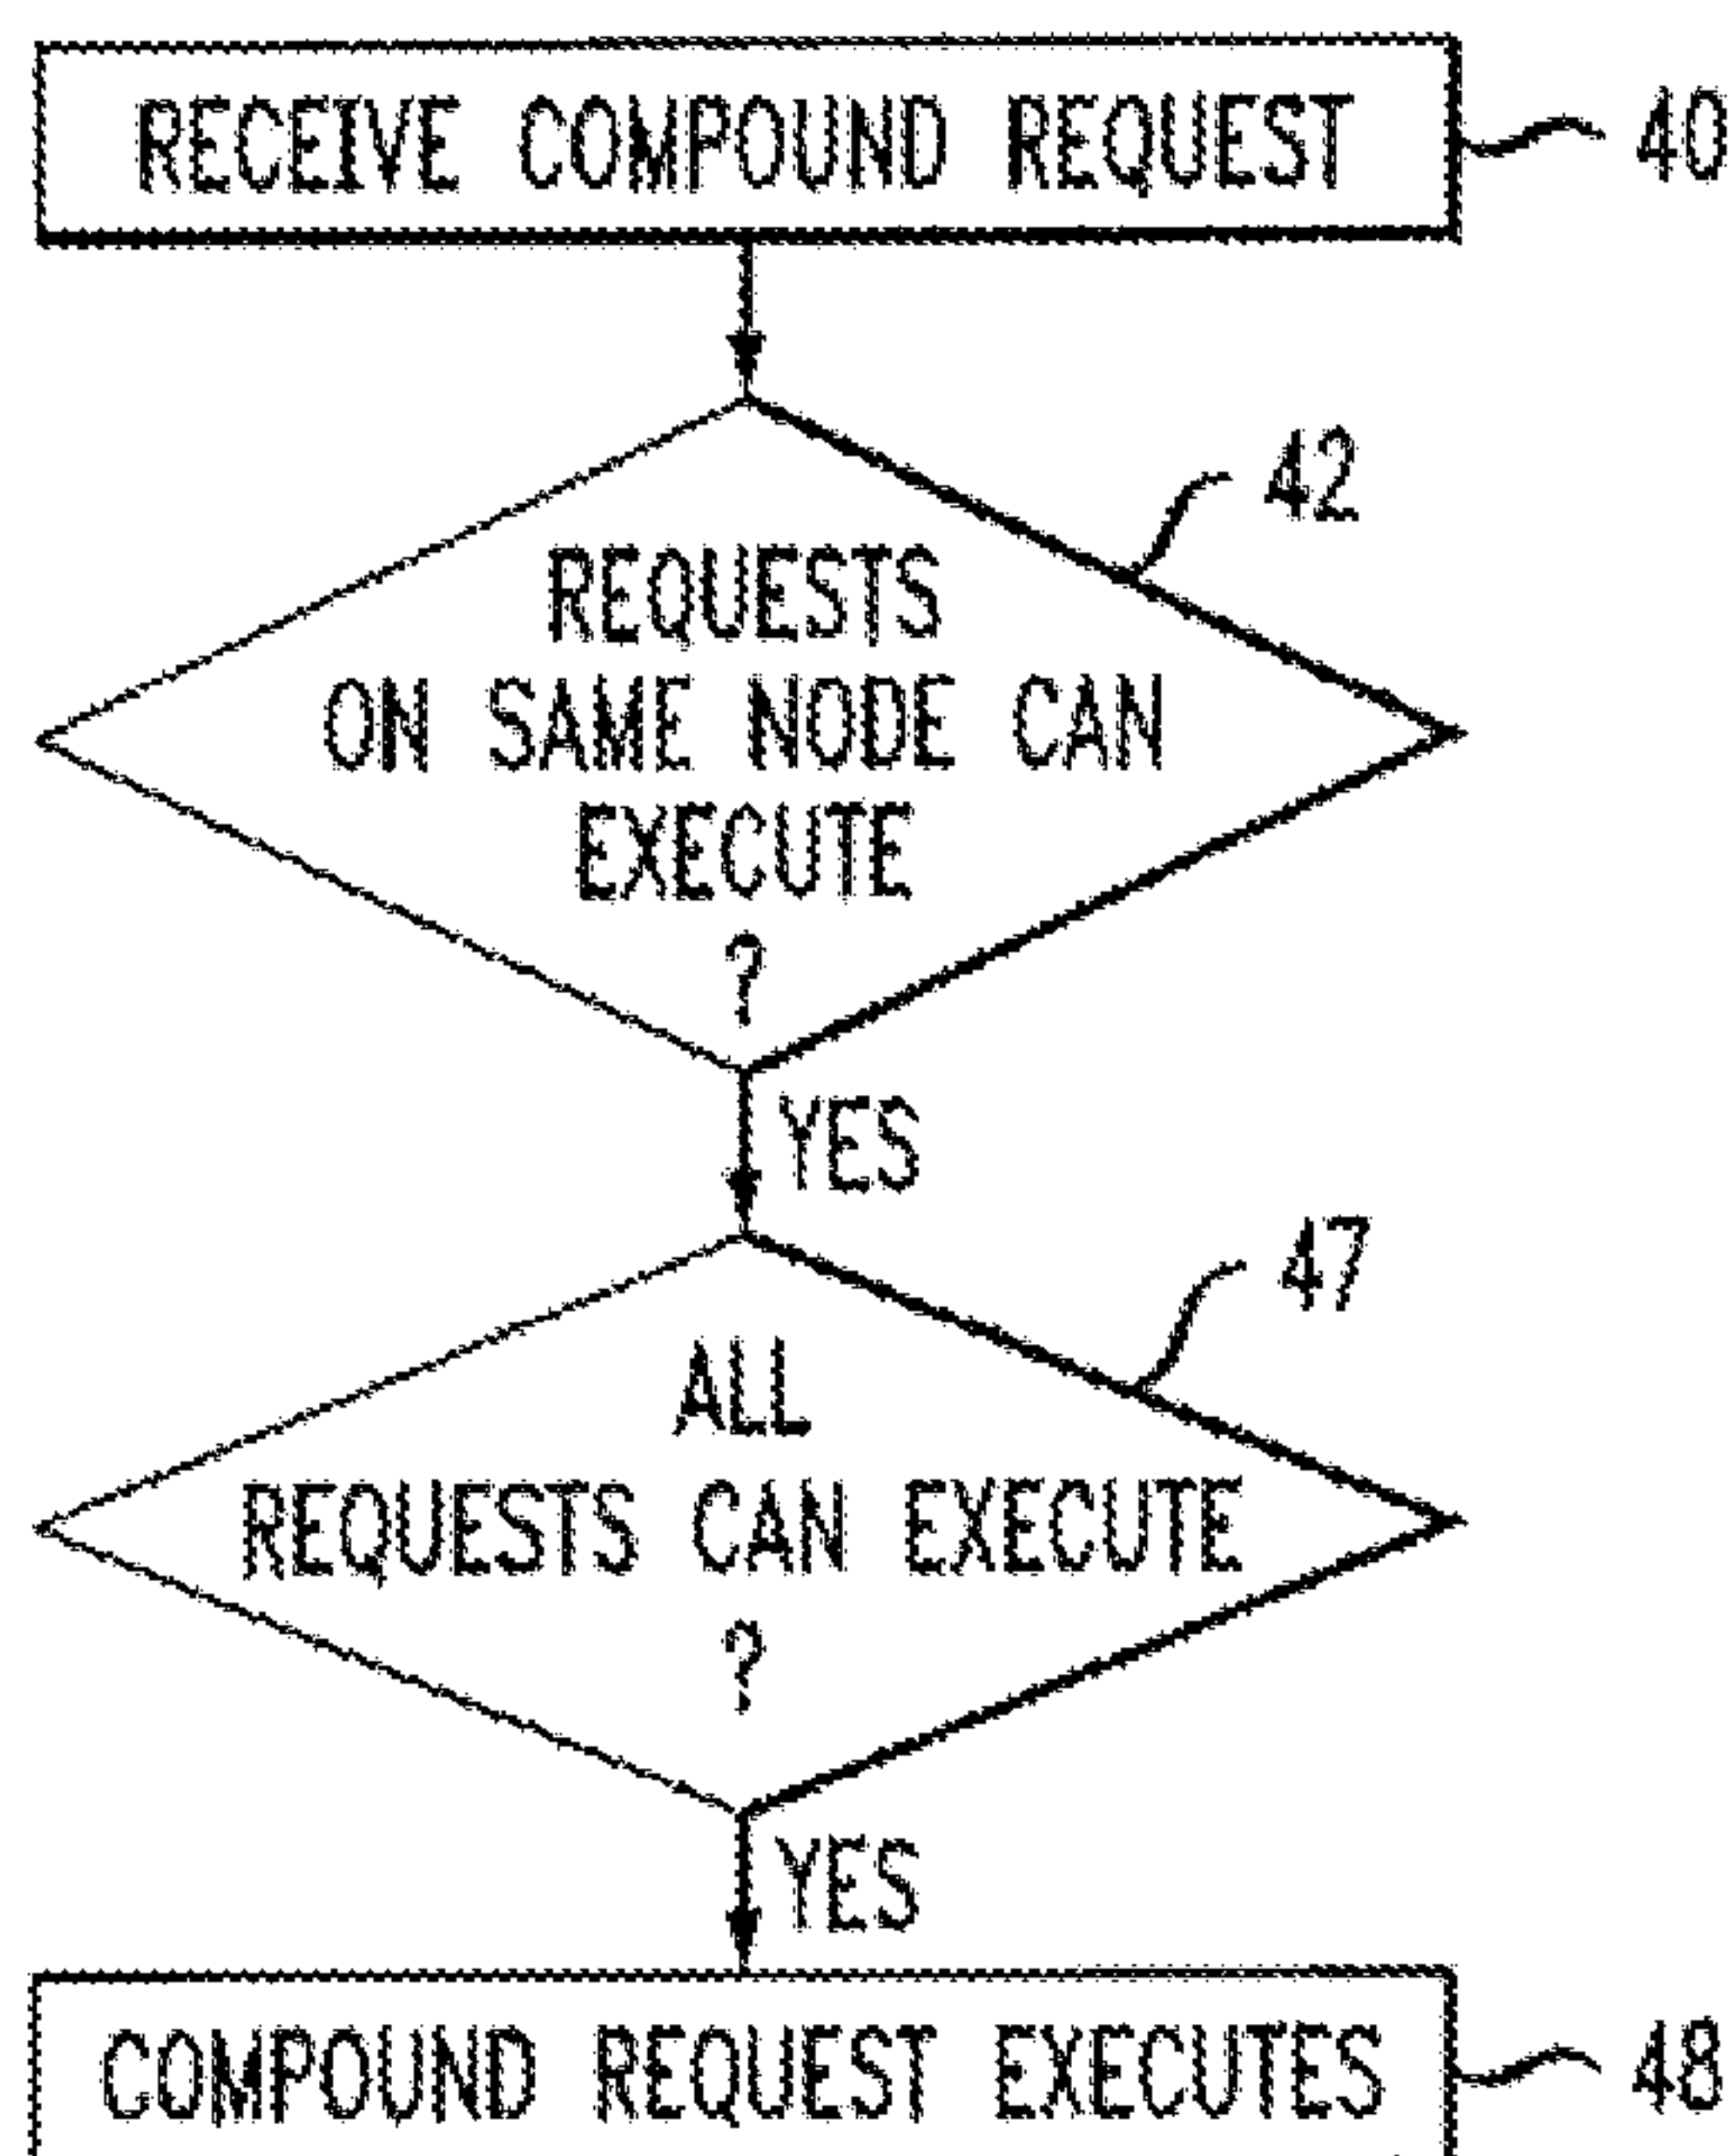 RECEIVE COMPOUND REQUEST
40
42
REQUESTS
ON SAME NODE CAN
EXECUTE
?
YES
47
ALL
REQUESTS CAN EXECUTE
?
YES
COMPOUND REQUEST EXECUTES
48